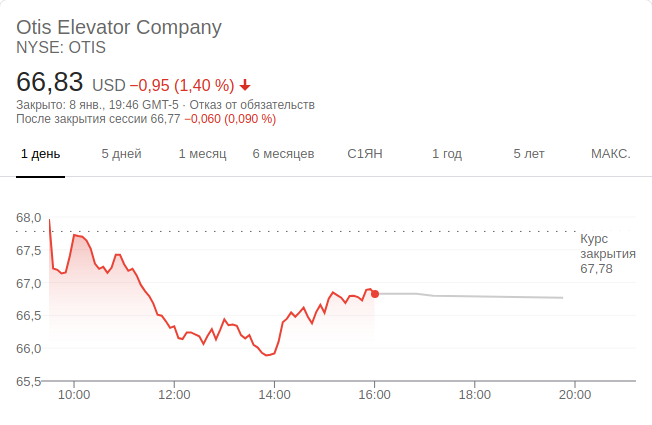 Otis Elevator Company
NYSE: OTIS
66,83 USD −0,95 (1,40 %)
Закрыто: 8 янв., 19:46 GMT-5 · Отказ от обязательств
После закрытия сессии 66,77 −0,060 (0,090 %)
1 день 5 дней 1 месяц 6 месяцев С1ЯН 1 год 5 лет МАКС.
68,0
Курс
закрытия
67,78
67,5
67,0
66,5
66,0
65,5
10:00 12:00 14:00 16:00 18:00 20:00